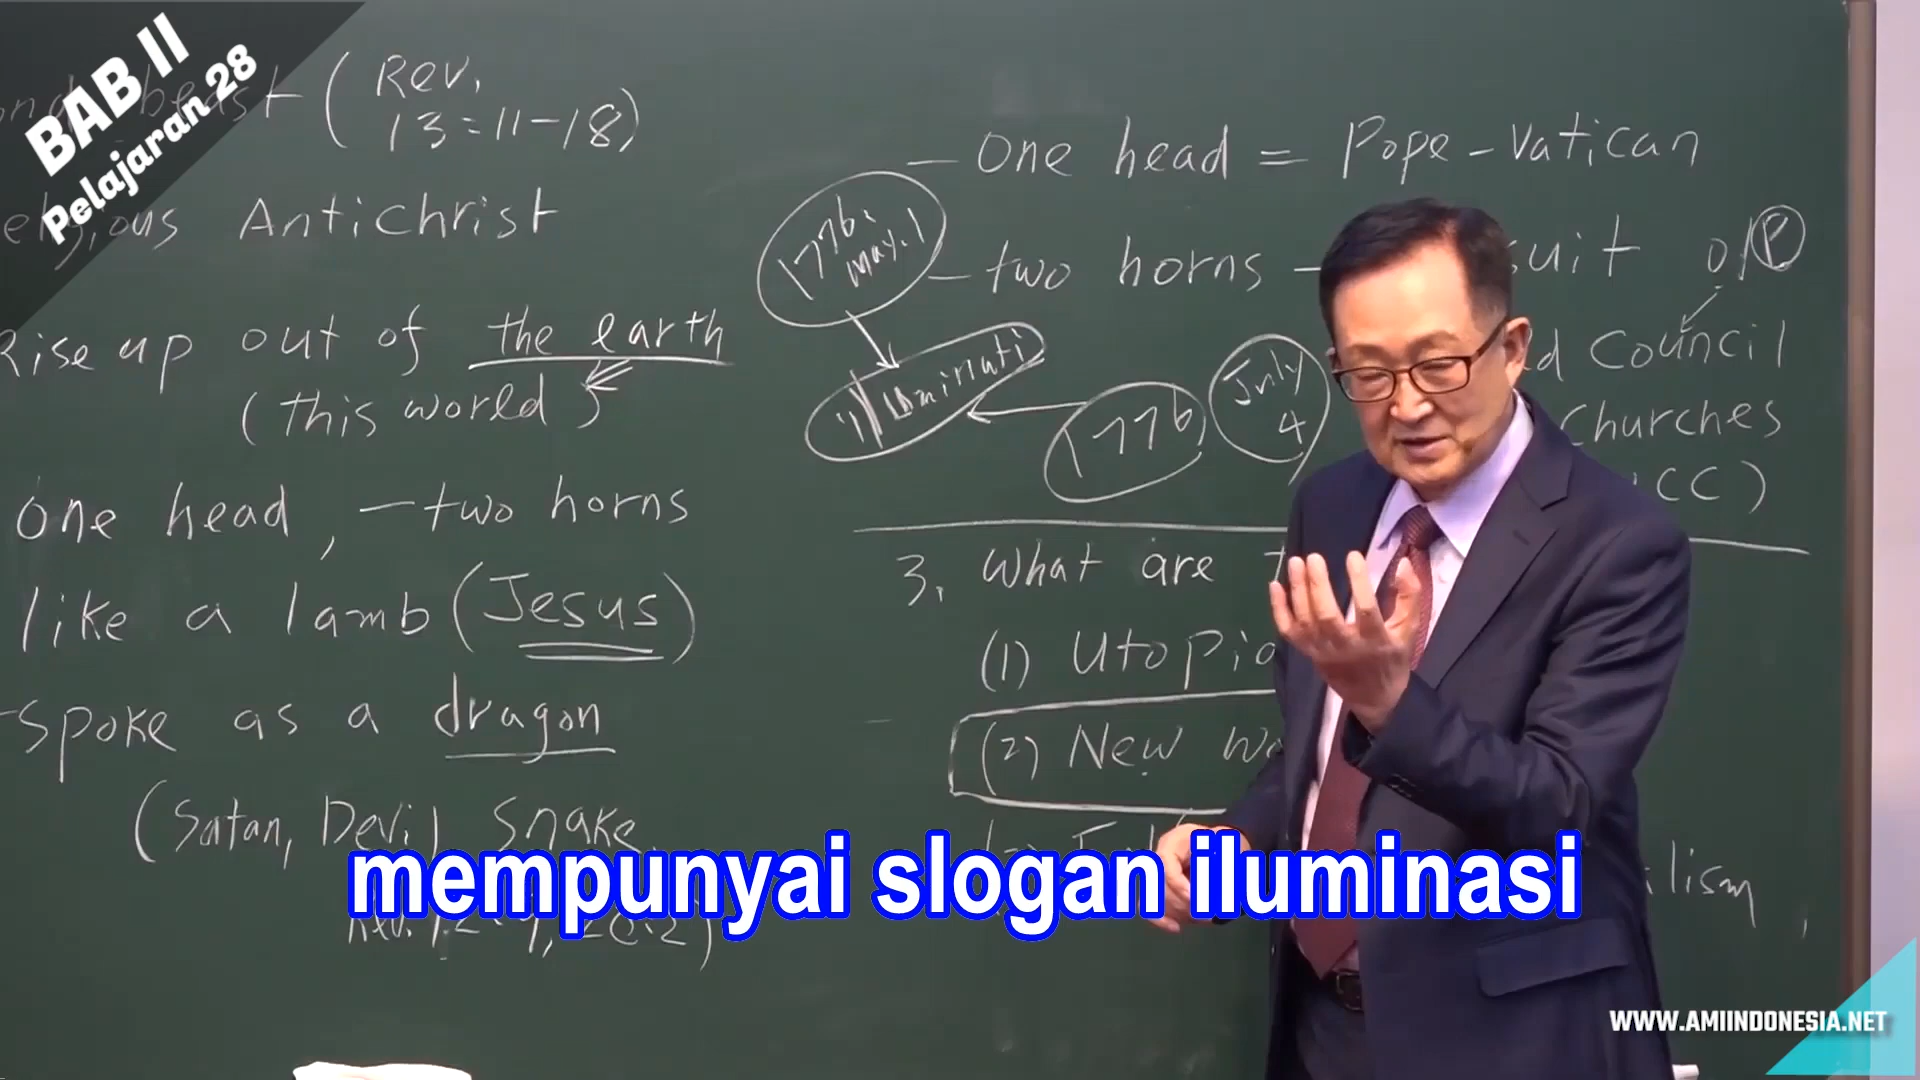 BAB II
Pelajaran 28
beast (Rev.
13:11-18)
Antichrist
Rise up out of the earth
(this world)
one head, - two horns
like a lamb (Jesus)
- spoke as a dragon
(Satan, Devil, Snake,
- One head = Pope - Vatican
1776. May. 1
- two horns -
Illuminati
1776
July 4
Council
Churches
CC)
3. What are
(1) Utopia
(2) New
mempunyai slogan iluminasi
WWW.AMIINDONESIA.NET